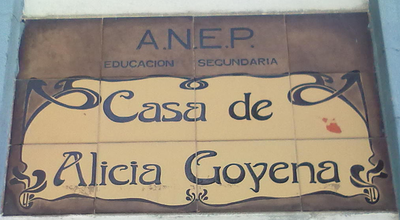 A.N.E.P.
EDUCACION SECUNDARIA
Casa de
Alicia Goyena